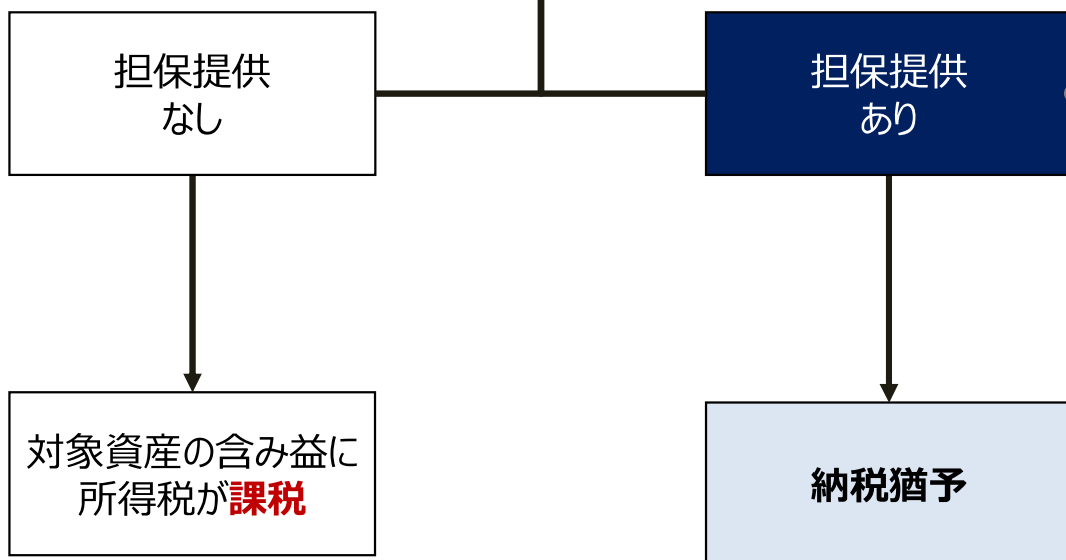 担保提供
なし
担保提供
あり
対象資産の含み益に
所得税が課税
納税猶予